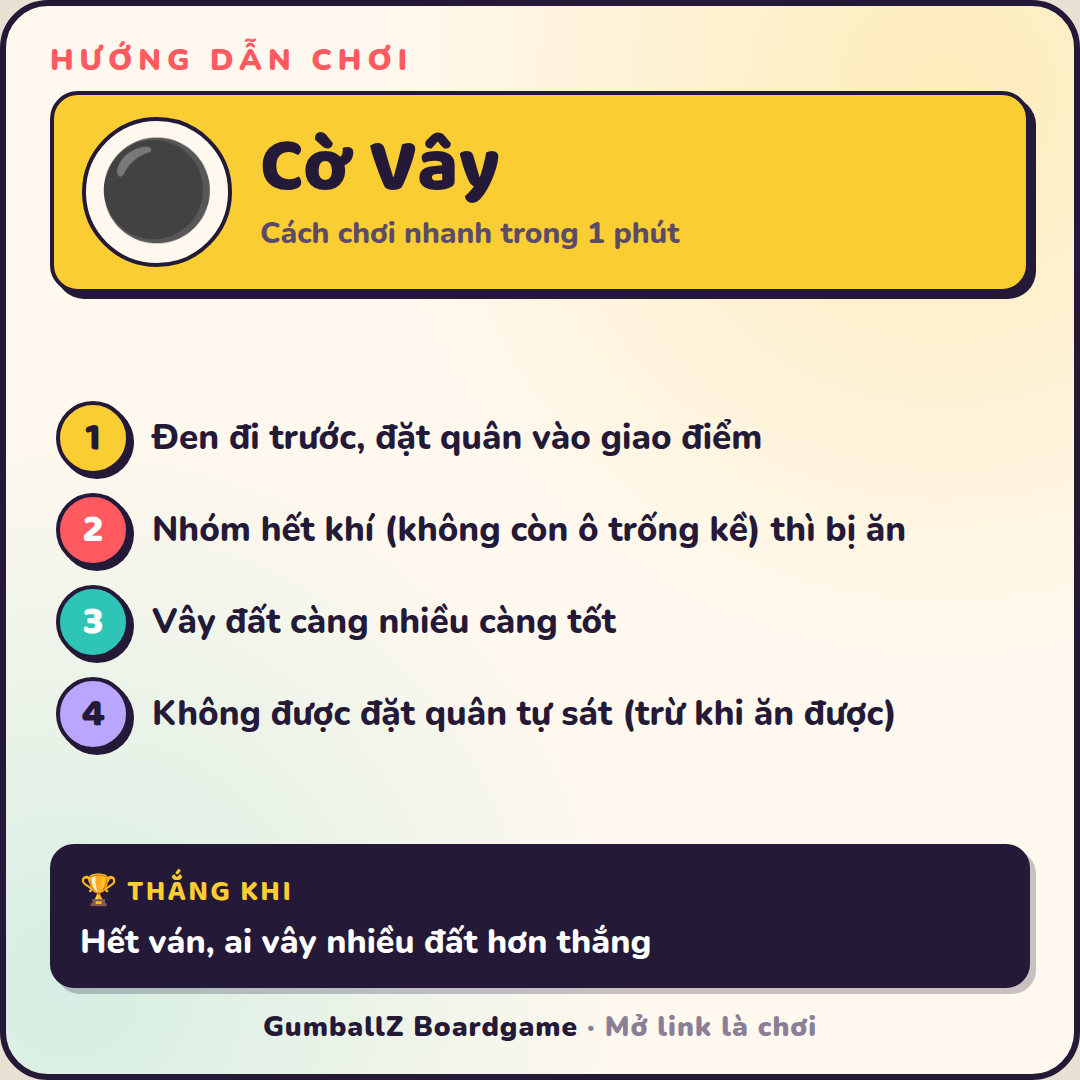 HƯỚNG DẪN CHƠI
Cờ Vây
Cách chơi nhanh trong 1 phút
1 Đen đi trước, đặt quân vào giao điểm
2 Nhóm hết khí (không còn ô trống kề) thì bị ăn
3 Vây đất càng nhiều càng tốt
4 Không được đặt quân tự sát (trừ khi ăn được)
🏆 THẮNG KHI
Hết ván, ai vây nhiều đất hơn thắng
GumballZ Boardgame · Mở link là chơi